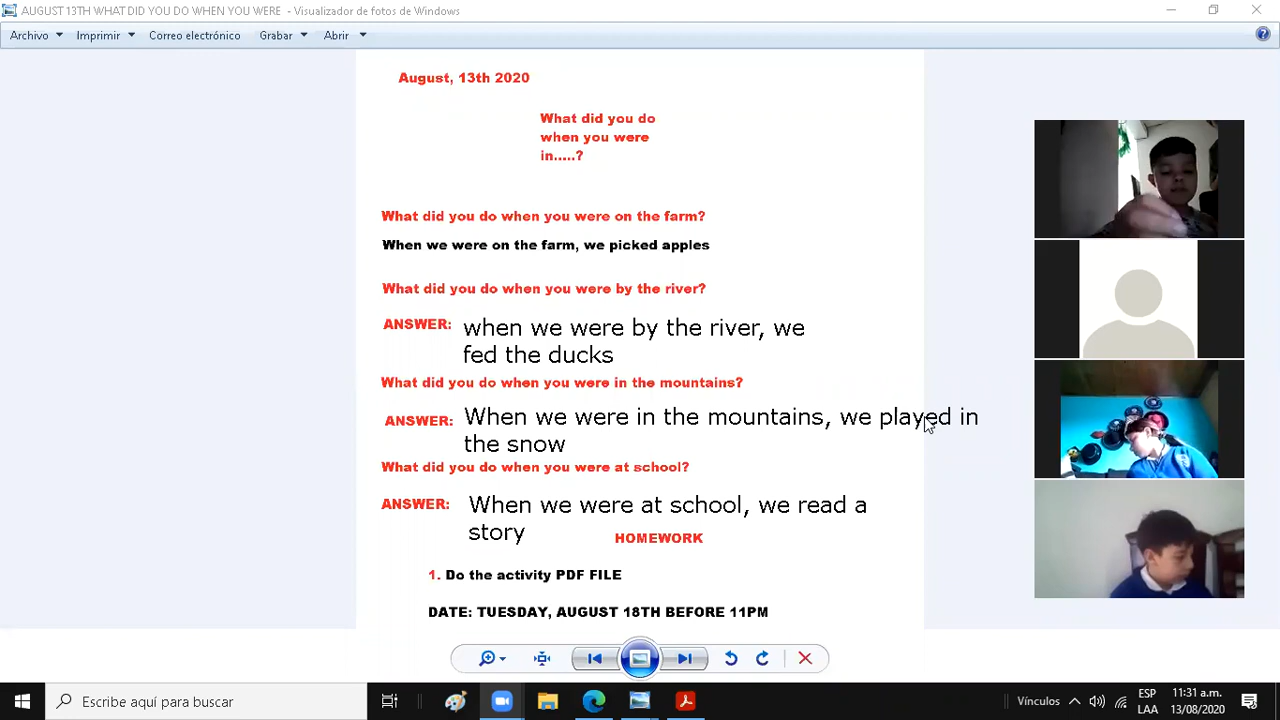 AUGUST 13TH WHAT DID YOU DO WHEN YOU WERE - Visualizador de fotos de Windows
Archivo Imprimir Correo electrónico Grabar Abrir
August, 13th 2020
What did you do
when you were
in.....?
What did you do when you were on the farm?
When we were on the farm, we picked apples
What did you do when you were by the river?
ANSWER: when we were by the river, we
fed the ducks
What did you do when you were in the mountains?
ANSWER: When we were in the mountains, we played in
the snow
What did you do when you were at school?
ANSWER: When we were at school, we read a
story
HOMEWORK
1. Do the activity PDF FILE
DATE: TUESDAY, AUGUST 18TH BEFORE 11PM
Escribe aquí para buscar
Vínculos
ESP
LAA
11:31 a.m.
13/08/2020